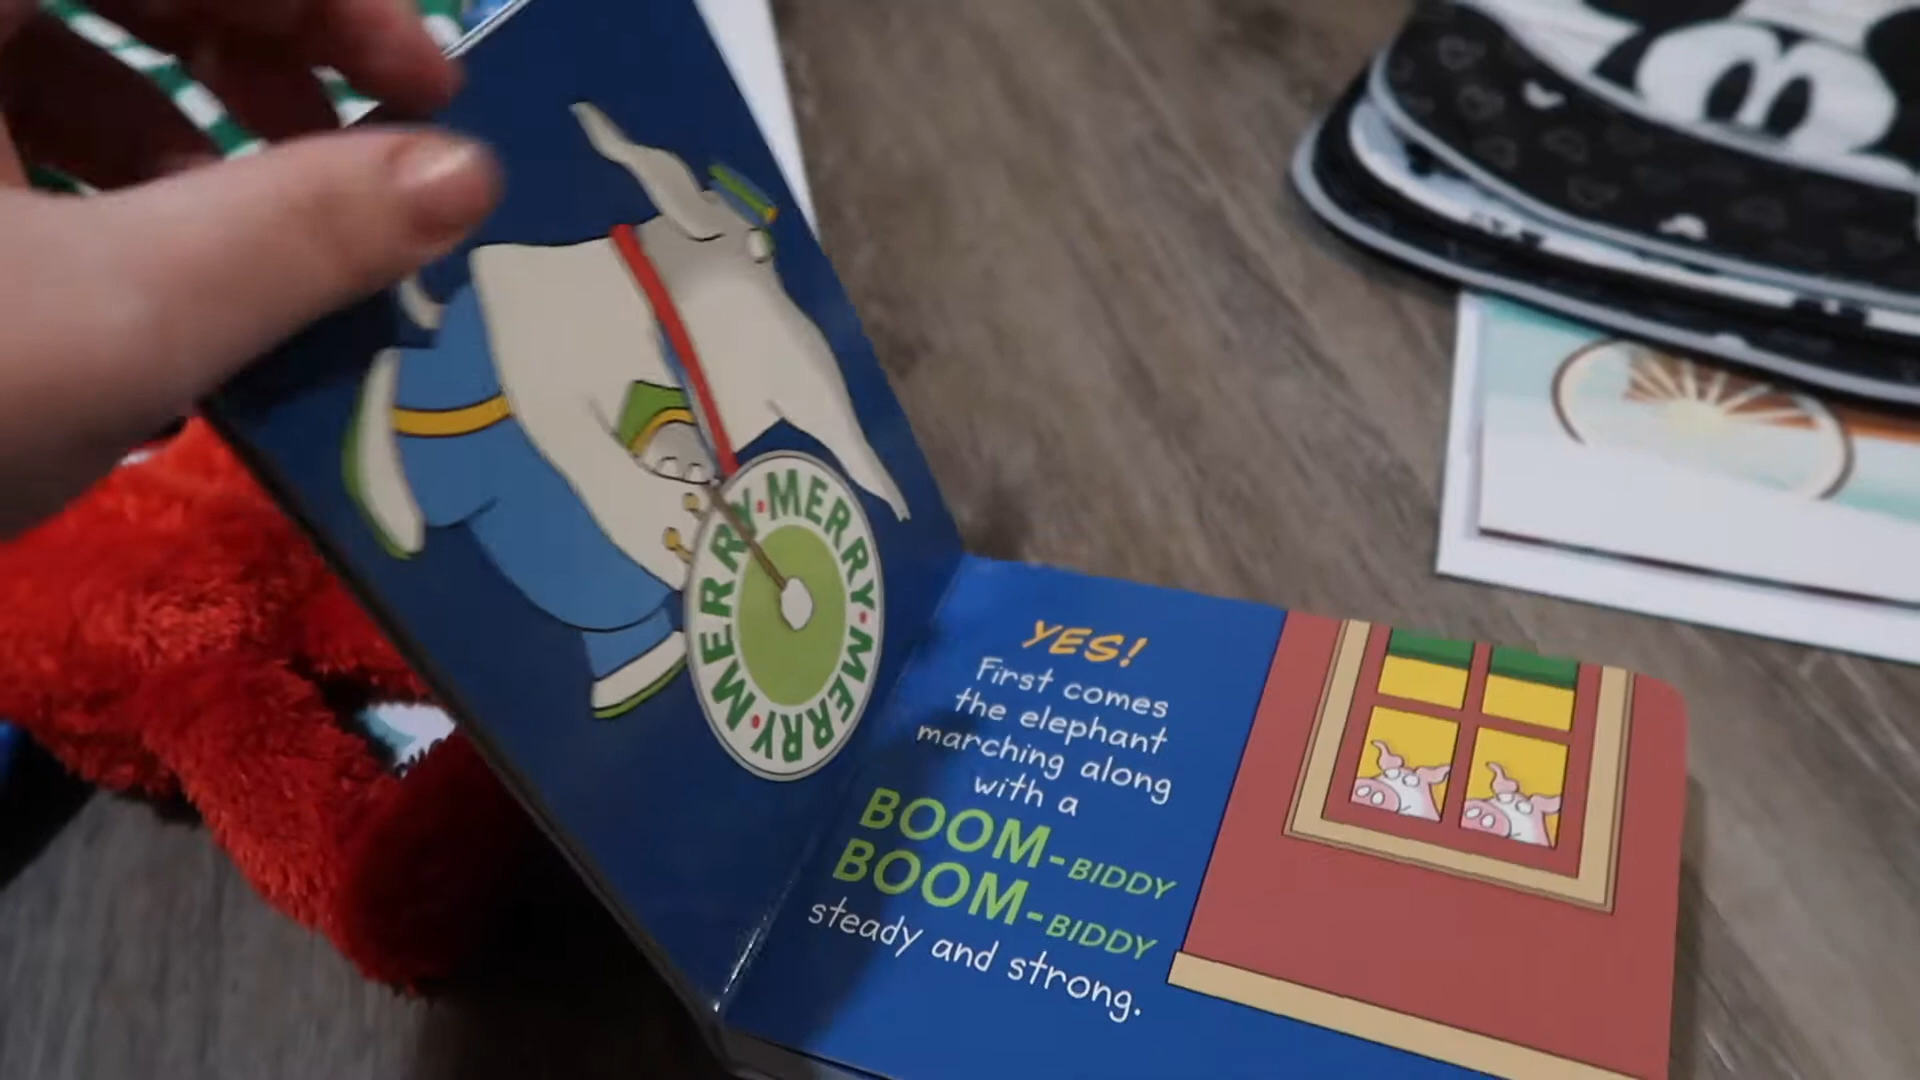 MERRY·MERRY·MERRY·MERRY·
YES!
First comes
the elephant
marching along
with a
BOOM-BIDDY
BOOM-BIDDY
steady and strong.